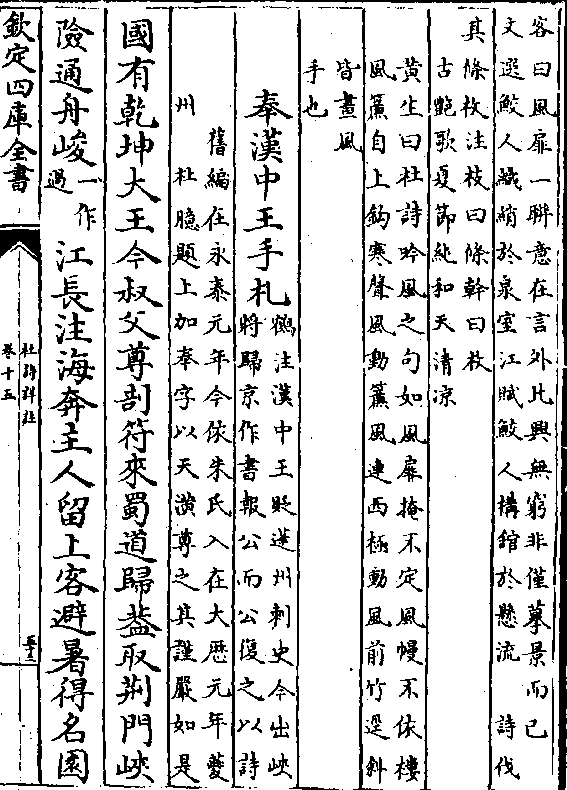 容曰風扉一聯意在言外比興無窮非僅摹景而已
文選鮫人織綃於泉室江賦鮫人構舘於懸流　詩伐
其條枚注枝曰條幹曰枚
古艶歌夏節純和天清涼
黄生曰杜詩吟風之句如風扉掩不定風幔不依樓
風簾自上鈎寒聲風動簾風連西極動風前竹逕斜
皆畫風
手也
奉漢中王手札
鶴注漢中王貶蓬州刺史今出峽
將歸京作書報公而公復之以詩
舊編在永泰元年今依朱氏入在大厯元年夔
州　杜臆題上加奉字以天潢尊之其謹嚴如是
國有乾坤大王今叔父尊剖符來蜀道歸葢取荆門峽
險通舟峻
一作
過
江長注海奔主人留上客避暑得名園
欽定四庫全書
杜詩詳註
卷十五
五十三